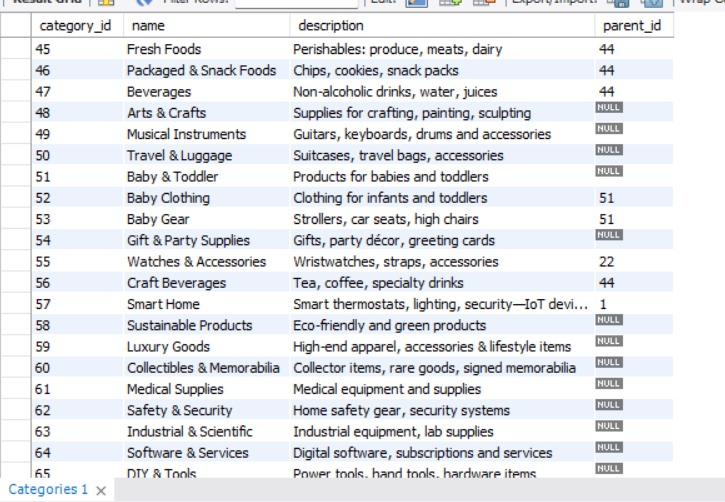 Result Grid Filter Rows: Edit: Export/Import: Wrap C
category_id name description parent_id
45 Fresh Foods Perishables: produce, meats, dairy 44
46 Packaged & Snack Foods Chips, cookies, snack packs 44
47 Beverages Non-alcoholic drinks, water, juices 44
48 Arts & Crafts Supplies for crafting, painting, sculpting NULL
49 Musical Instruments Guitars, keyboards, drums and accessories NULL
50 Travel & Luggage Suitcases, travel bags, accessories NULL
51 Baby & Toddler Products for babies and toddlers NULL
52 Baby Clothing Clothing for infants and toddlers 51
53 Baby Gear Strollers, car seats, high chairs 51
54 Gift & Party Supplies Gifts, party décor, greeting cards NULL
55 Watches & Accessories Wristwatches, straps, accessories 22
56 Craft Beverages Tea, coffee, specialty drinks 44
57 Smart Home Smart thermostats, lighting, security—IoT devi... 1
58 Sustainable Products Eco-friendly and green products NULL
59 Luxury Goods High-end apparel, accessories & lifestyle items NULL
60 Collectibles & Memorabilia Collector items, rare goods, signed memorabilia NULL
61 Medical Supplies Medical equipment and supplies NULL
62 Safety & Security Home safety gear, security systems NULL
63 Industrial & Scientific Industrial equipment, lab supplies NULL
64 Software & Services Digital software, subscriptions and services NULL
65 DIY & Tools Power tools, hand tools, hardware items NULL
Categories 1